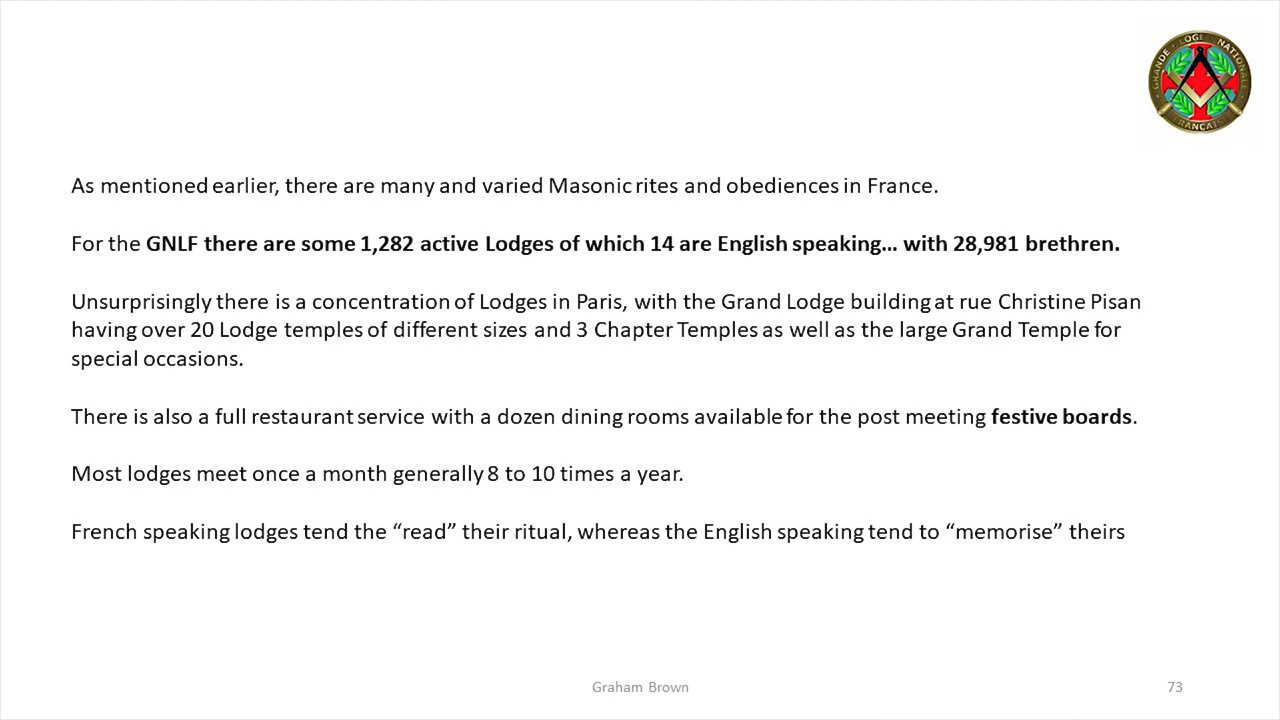 GRANDE LOGE NATIONALE FRANÇAISE
As mentioned earlier, there are many and varied Masonic rites and obediences in France.
For the GNLF there are some 1,282 active Lodges of which 14 are English speaking... with 28,981 brethren.
Unsurprisingly there is a concentration of Lodges in Paris, with the Grand Lodge building at rue Christine Pisan
having over 20 Lodge temples of different sizes and 3 Chapter Temples as well as the large Grand Temple for
special occasions.
There is also a full restaurant service with a dozen dining rooms available for the post meeting festive boards.
Most lodges meet once a month generally 8 to 10 times a year.
French speaking lodges tend the “read” their ritual, whereas the English speaking tend to “memorise” theirs
Graham Brown
73